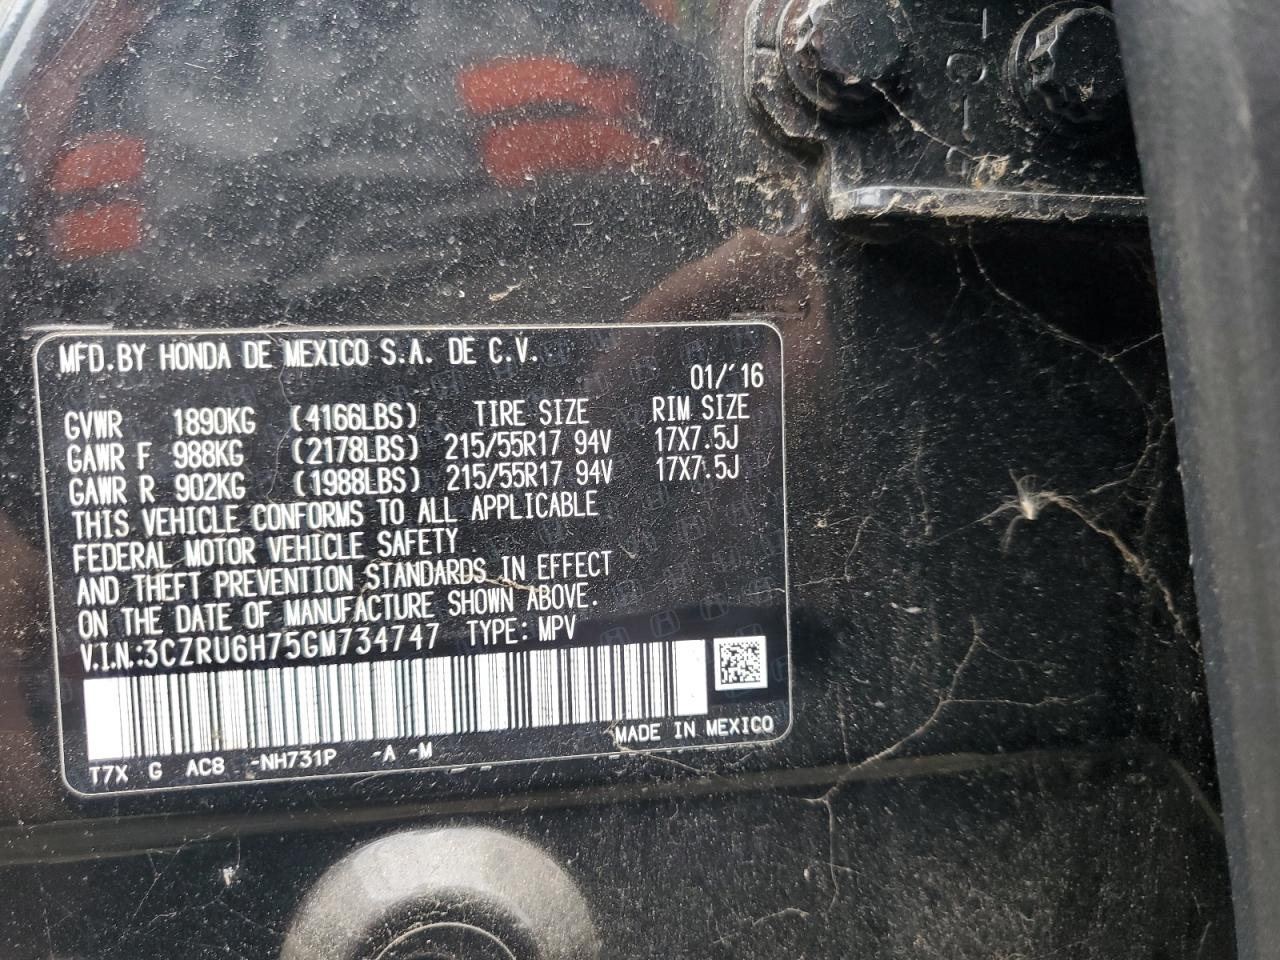 MFD.BY HONDA DE MEXICO S.A. DE C.V.
01/'16
GVWR 1890KG (4166LBS) TIRE SIZE RIM SIZE
GAWR F 988KG (2178LBS) 215/55R17 94V 17X7.5J
GAWR R 902KG (1988LBS) 215/55R17 94V 17X7.5J
THIS VEHICLE CONFORMS TO ALL APPLICABLE
FEDERAL MOTOR VEHICLE SAFETY
AND THEFT PREVENTION STANDARDS IN EFFECT
ON THE DATE OF MANUFACTURE SHOWN ABOVE.
V.I.N.:3CZRU6H75GM734747 TYPE: MPV
MADE IN MEXICO
T7X G AC8 -NH731P -A -M